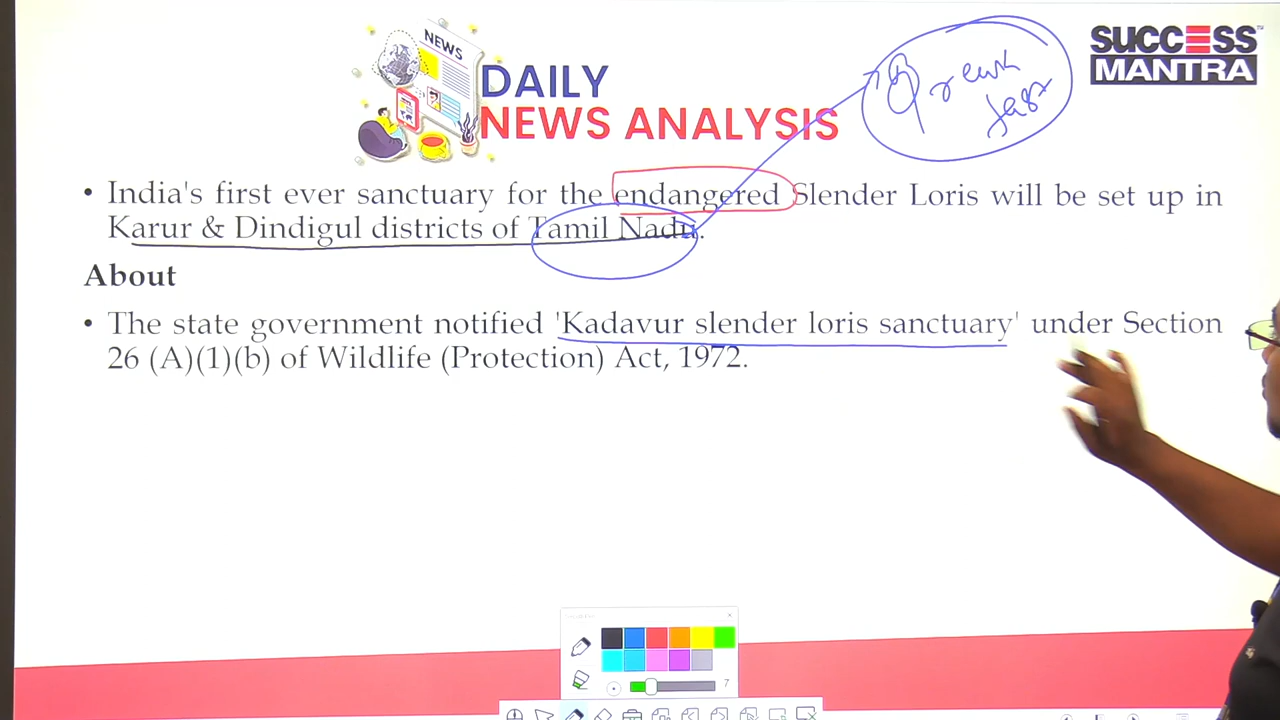 NEWS
SUCCESS
MANTRA
DAILY
NEWS ANALYSIS
• India's first ever sanctuary for the endangered Slender Loris will be set up in
Karur & Dindigul districts of Tamil Nadu.
About
• The state government notified 'Kadavur slender loris sanctuary' under Section
26 (A)(1)(b) of Wildlife (Protection) Act, 1972.
7